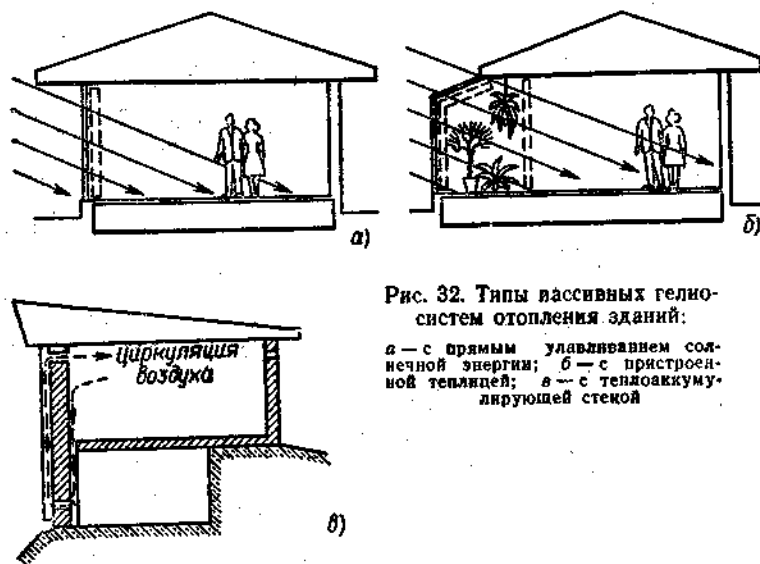 а)
б)
Рис. 32. Типы пассивных гелио-
систем отопления зданий:
а — с прямым улавливанием сол-
нечной энергии; б — с пристроен-
ной теплицей; в — с теплоаккуму-
лирующей стеной
циркуляция
воздуха
в)